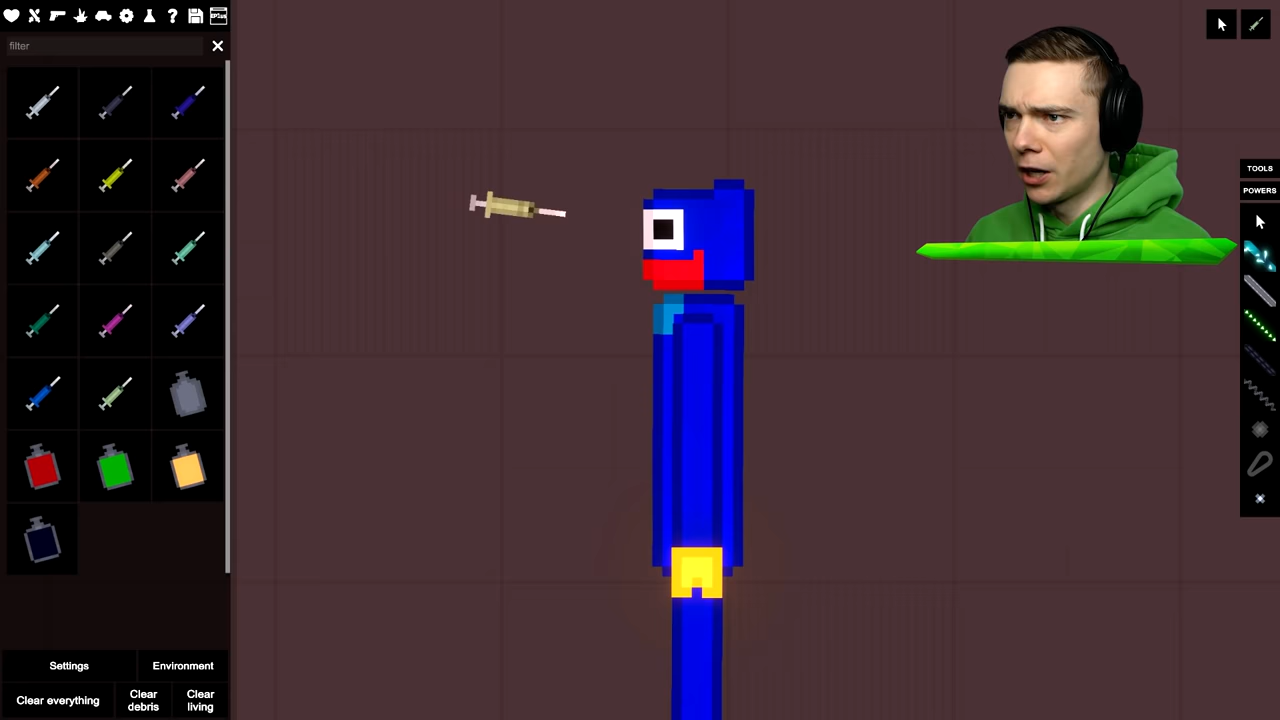 filter
TOOLS
POWERS
Settings
Environment
Clear everything
Clear
debris
Clear
living